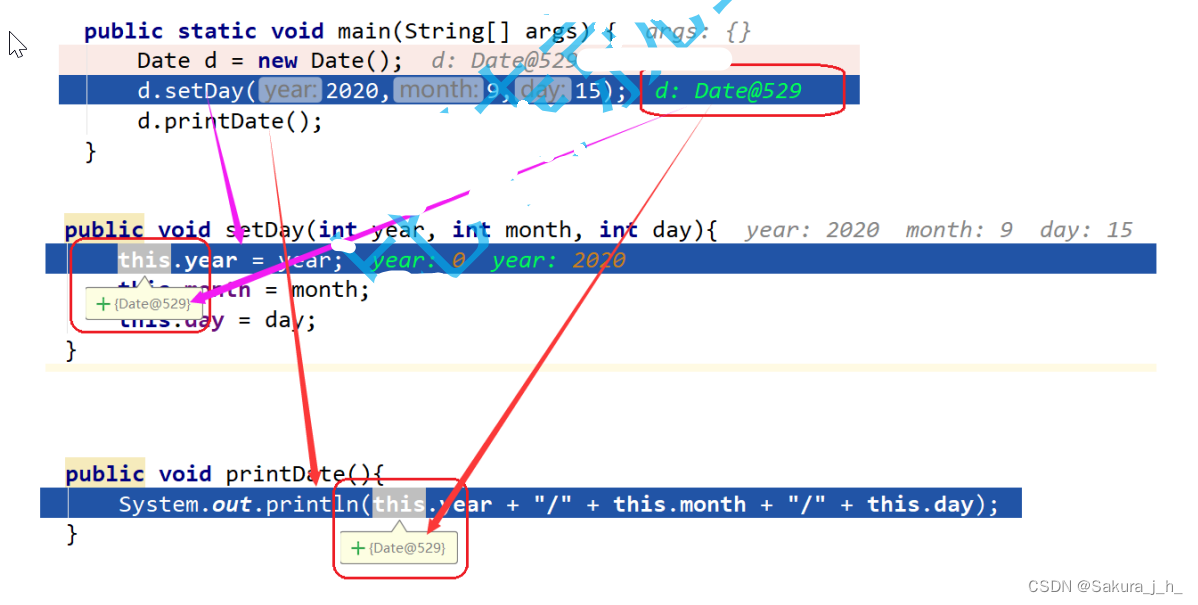 public static void main(String[] args) { args: {}
Date d = new Date(); d: Date@529
d.setDay( year: 2020, month: 9, day: 15); d: Date@529
d.printDate();
}
public void setDay(int year, int month, int day){ year: 2020 month: 9 day: 15
this.year = year; year: 0 year: 2020
this.month = month;
+ {Date@529}
this.day = day;
}
public void printDate(){
System.out.println(this.year + "/" + this.month + "/" + this.day);
}
+ {Date@529}
CSDN @Sakura_j_h_